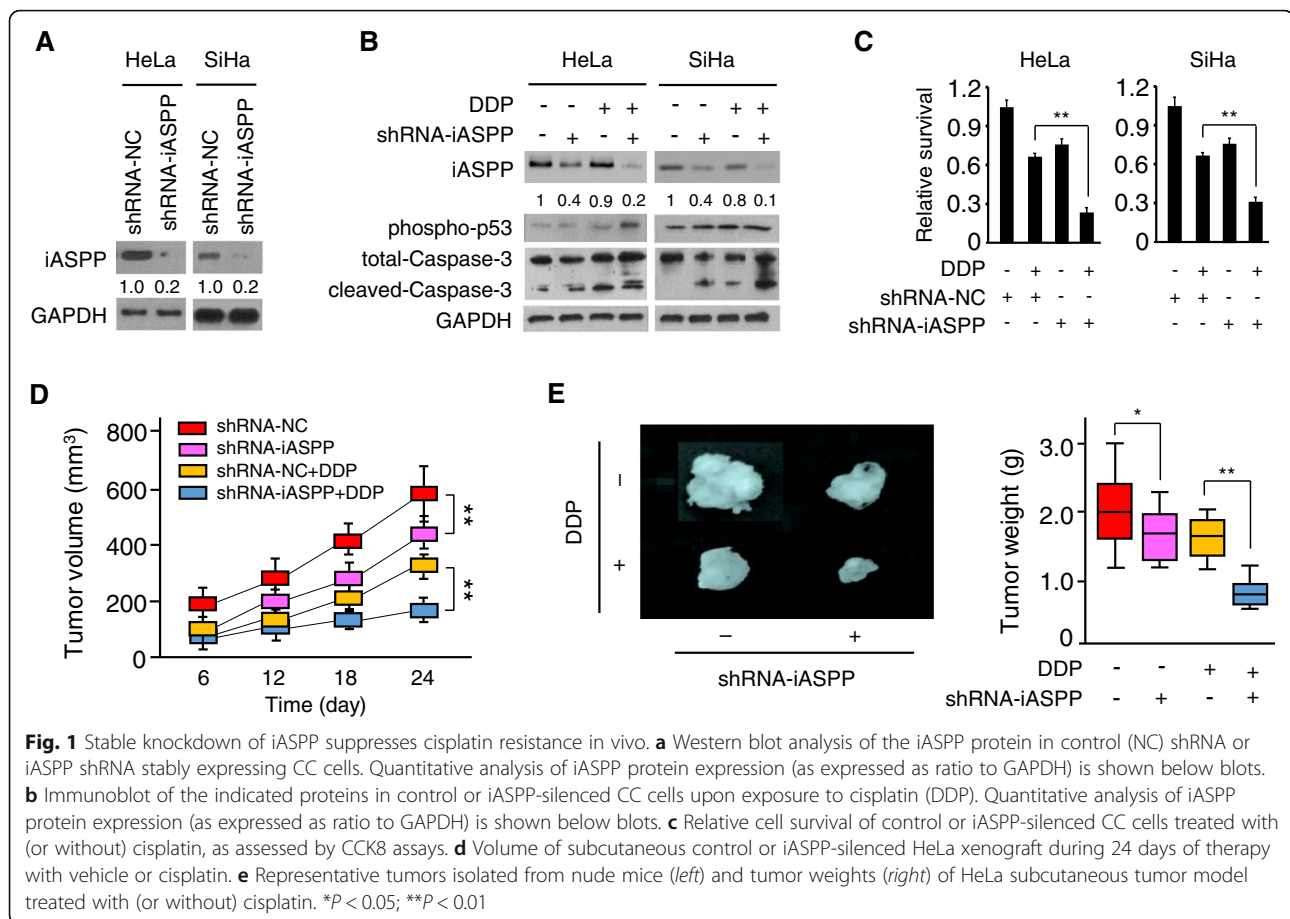 A
HeLa SiHa
shRNA-NC shRNA-iASPP shRNA-NC shRNA-iASPP
iASPP
1.0 0.2 1.0 0.2
GAPDH
B
HeLa SiHa
DDP - - + + - - + +
shRNA-iASPP - + - + - + - +
iASPP
1 0.4 0.9 0.2 1 0.4 0.8 0.1
phospho-p53
total-Caspase-3
cleaved-Caspase-3
GAPDH
C
HeLa SiHa
Relative survival
1.2 1.2
** **
0.9 0.9
0.6 0.6
0.3 0.3
0 0
DDP - + - + - + - +
shRNA-NC + + - - + + - -
shRNA-iASPP - - + + - - + +
D
Tumor volume (mm³)
800
600
400
200
0
shRNA-NC
shRNA-iASPP
shRNA-NC+DDP
shRNA-iASPP+DDP
**
**
6 12 18 24
Time (day)
E
DDP
–
+
– +
shRNA-iASPP
Tumor weight (g)
3.0
2.0
1.0
0
*
**
DDP - - + +
shRNA-iASPP - + - +
Fig. 1 Stable knockdown of iASPP suppresses cisplatin resistance in vivo. a Western blot analysis of the iASPP protein in control (NC) shRNA or
iASPP shRNA stably expressing CC cells. Quantitative analysis of iASPP protein expression (as expressed as ratio to GAPDH) is shown below blots.
b Immunoblot of the indicated proteins in control or iASPP-silenced CC cells upon exposure to cisplatin (DDP). Quantitative analysis of iASPP
protein expression (as expressed as ratio to GAPDH) is shown below blots. c Relative cell survival of control or iASPP-silenced CC cells treated with
(or without) cisplatin, as assessed by CCK8 assays. d Volume of subcutaneous control or iASPP-silenced HeLa xenograft during 24 days of therapy
with vehicle or cisplatin. e Representative tumors isolated from nude mice (left) and tumor weights (right) of HeLa subcutaneous tumor model
treated with (or without) cisplatin. *P < 0.05; **P < 0.01